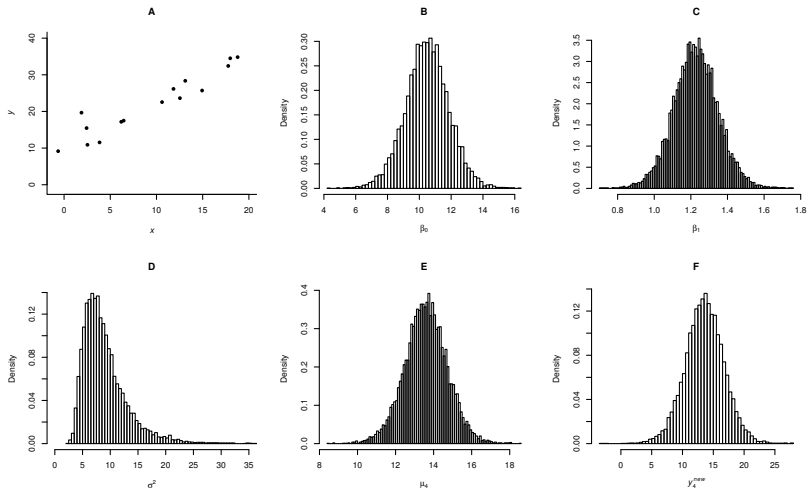 A
y
40
30
20
10
0
0 5 10 15 20
x
B
Density
0.30
0.25
0.20
0.15
0.10
0.05
0.00
4 6 8 10 12 14 16
β₀
C
Density
3.5
3.0
2.5
2.0
1.5
1.0
0.5
0.0
0.8 1.0 1.2 1.4 1.6 1.8
β₁
D
Density
0.12
0.08
0.04
0.00
0 5 10 15 20 25 30 35
σ²
E
Density
0.4
0.3
0.2
0.1
0.0
8 10 12 14 16 18
μ₄
F
Density
0.12
0.08
0.04
0.00
0 5 10 15 20 25
y₄ⁿᵉʷ